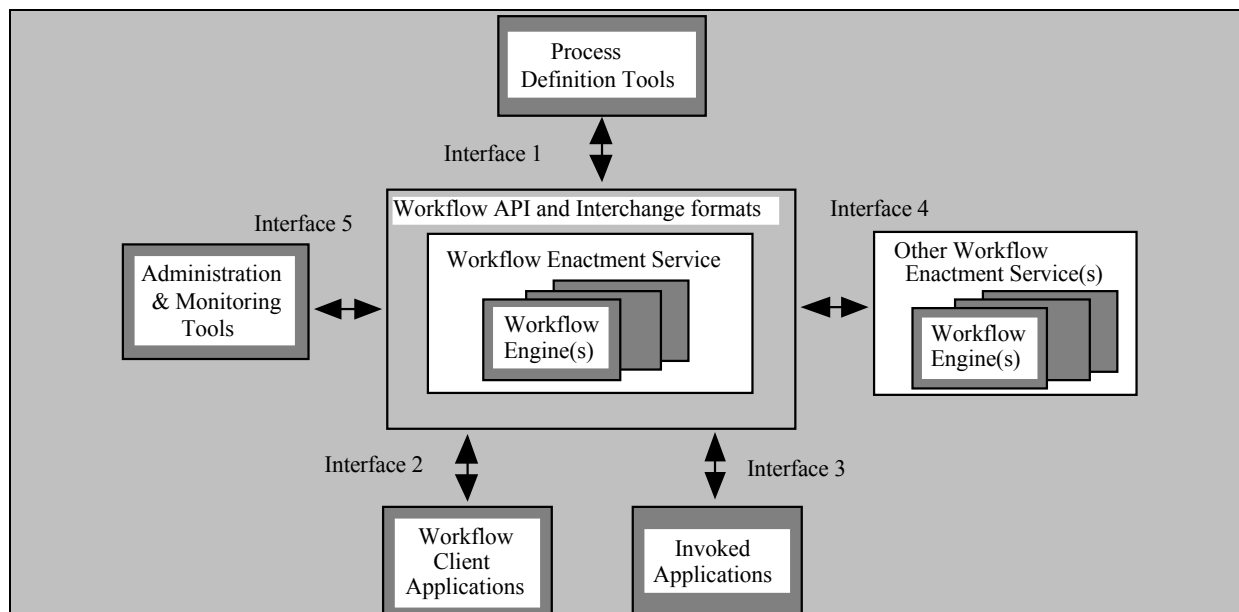 Process
Definition Tools
Interface 1
Workflow API and Interchange formats
Interface 5
Interface 4
Workflow Enactment Service
Workflow
Engine(s)
Administration
& Monitoring
Tools
Other Workflow
Enactment Service(s)
Workflow
Engine(s)
Interface 2
Interface 3
Workflow
Client
Applications
Invoked
Applications